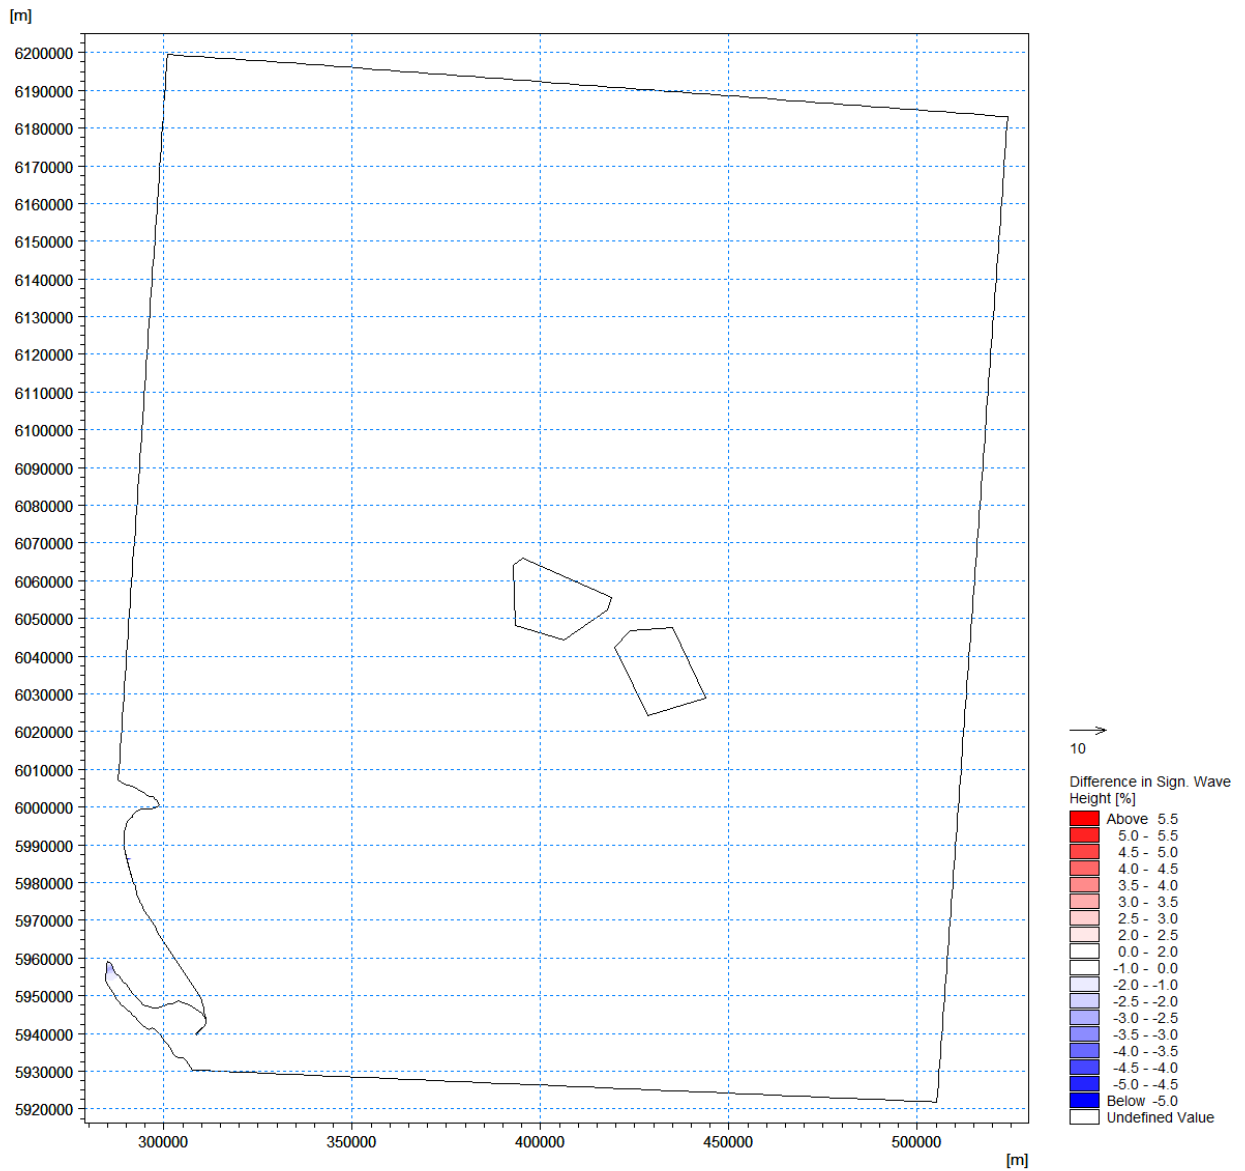 [m]
6200000
6190000
6180000
6170000
6160000
6150000
6140000
6130000
6120000
6110000
6100000
6090000
6080000
6070000
6060000
6050000
6040000
6030000
6020000
6010000
6000000
5990000
5980000
5970000
5960000
5950000
5940000
5930000
5920000
300000 350000 400000 450000 500000
[m]
10
Difference in Sign. Wave
Height [%]
Above 5.5
5.0 - 5.5
4.5 - 5.0
4.0 - 4.5
3.5 - 4.0
3.0 - 3.5
2.5 - 3.0
2.0 - 2.5
0.0 - 2.0
-1.0 - 0.0
-2.0 - -1.0
-2.5 - -2.0
-3.0 - -2.5
-3.5 - -3.0
-4.0 - -3.5
-4.5 - -4.0
-5.0 - -4.5
Below -5.0
Undefined Value